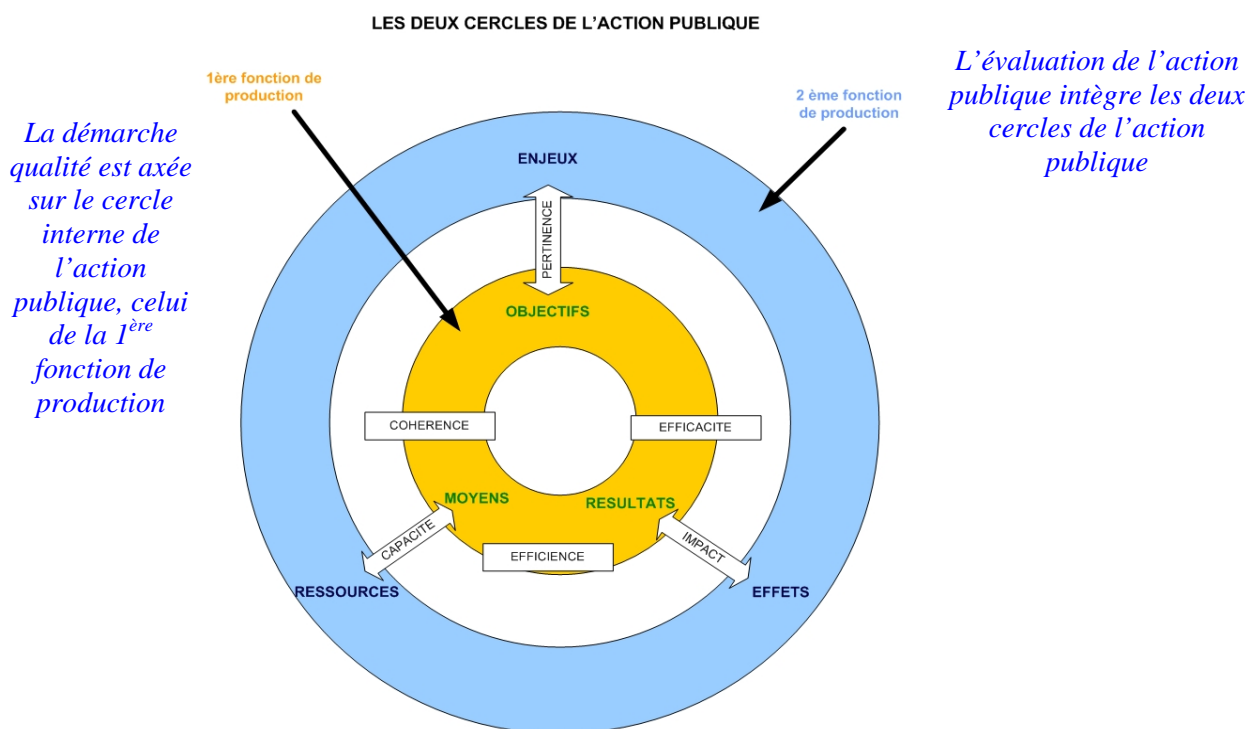 LES DEUX CERCLES DE L'ACTION PUBLIQUE
1ère fonction de
production
2 ème fonction
de production
L'évaluation de l'action
publique intègre les deux
cercles de l'action
publique
La démarche
qualité est axée
sur le cercle
interne de
l'action
publique, celui
de la 1ère
fonction de
production
ENJEUX
PERTINENCE
OBJECTIFS
COHERENCE
EFFICACITE
MOYENS
RESULTATS
CAPACITE
EFFICIENCE
IMPACT
RESSOURCES
EFFETS